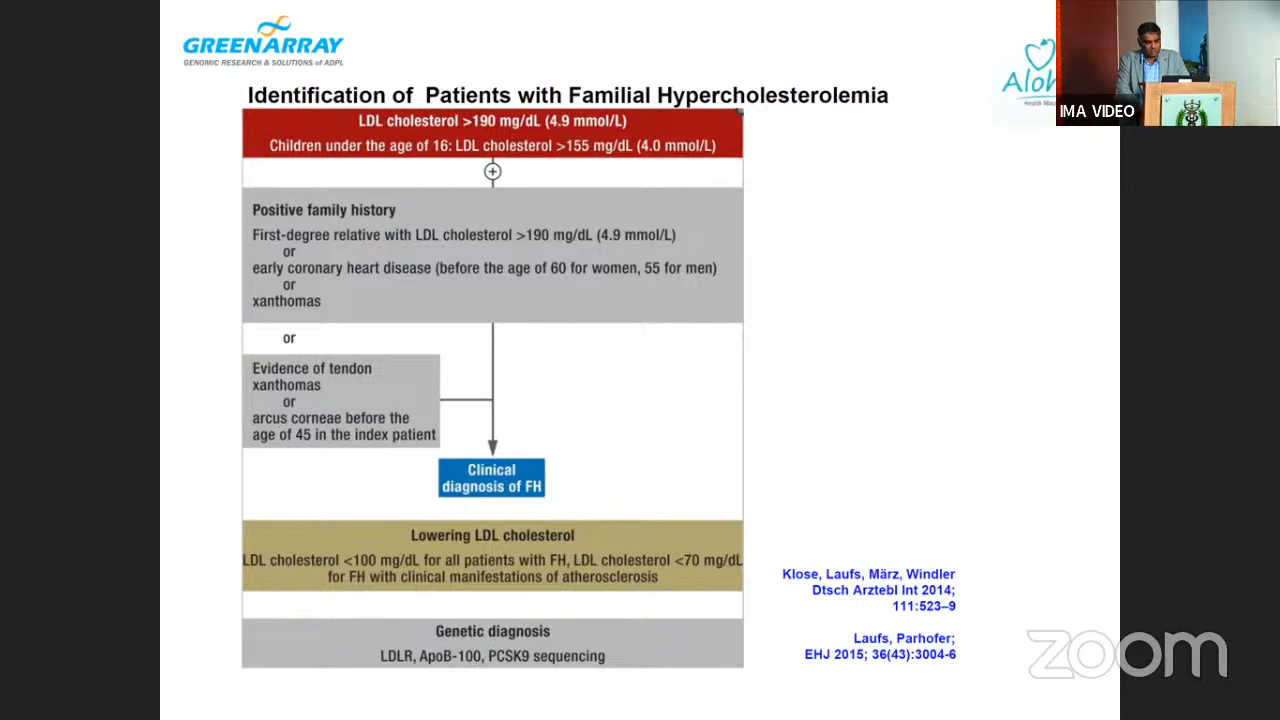 GREENARRAY
GENOMIC RESEARCH & SOLUTIONS of ADPL
IMA VIDEO
Identification of Patients with Familial Hypercholesterolemia
LDL cholesterol >190 mg/dL (4.9 mmol/L)
Children under the age of 16: LDL cholesterol >155 mg/dL (4.0 mmol/L)
+
Positive family history
First-degree relative with LDL cholesterol >190 mg/dL (4.9 mmol/L)
or
early coronary heart disease (before the age of 60 for women, 55 for men)
or
xanthomas
or
Evidence of tendon
xanthomas
or
arcus corneae before the
age of 45 in the index patient
Clinical
diagnosis of FH
Lowering LDL cholesterol
LDL cholesterol <100 mg/dL for all patients with FH, LDL cholesterol <70 mg/dL
for FH with clinical manifestations of atherosclerosis
Genetic diagnosis
LDLR, ApoB-100, PCSK9 sequencing
Klose, Laufs, März, Windler
Dtsch Arztebl Int 2014;
111:523–9
Laufs, Parhofer;
EHJ 2015; 36(43):3004-6
zoom